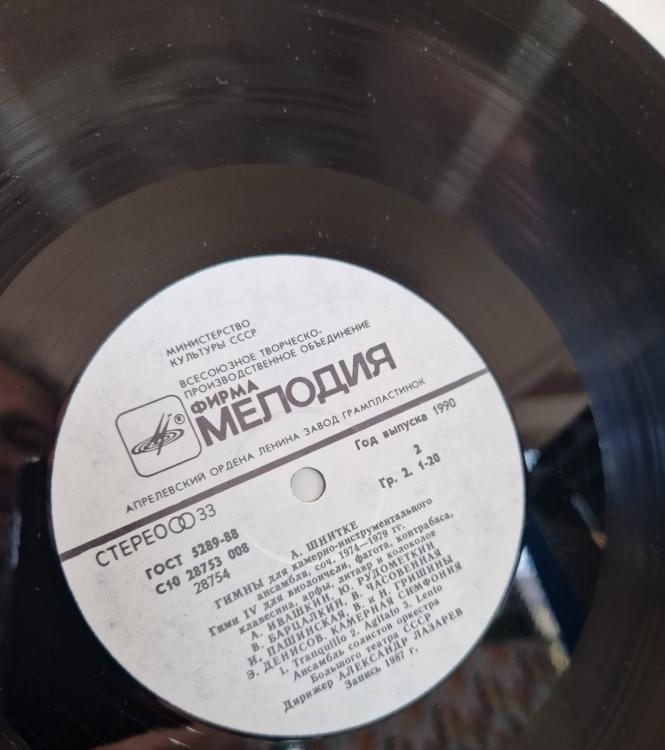 МИНИСТЕРСТВО
КУЛЬТУРЫ СССР
ВСЕСОЮЗНОЕ ТВОРЧЕСКО-
ПРОИЗВОДСТВЕННОЕ ОБЪЕДИНЕНИЕ
ФИРМА
МЕЛОДИЯ
®
АПРЕЛЕВСКИЙ ОРДЕНА ЛЕНИНА ЗАВОД ГРАМПЛАСТИНОК
СТЕРЕО 33
Год выпуска 1990
ГОСТ 5289-88
2
С10 28753 008
Гр. 2. 1-20
28754
А. ШНИТКЕ
ГИМНЫ для камерно-инструментального
ансамбля, соч. 1974—1979 гг.
Гимн IV для виолончели, фагота, контрабаса,
клавесина, арфы, литавр и колоколов
А. ИВАШКИН, Ю. РУДОМЕТКИН
В. БАРЦАЛКИН, В. ЧАСОВЕННАЯ
И. ПАШИНСКАЯ, В. и Н. ГРИШИНЫ
Э. ДЕНИСОВ. КАМЕРНАЯ СИМФОНИЯ
1. Tranquillo 2. Agitato 3. Lento
Ансамбль солистов оркестра
Большого театра СССР
Дирижер АЛЕКСАНДР ЛАЗАРЕВ
Запись 1987 г.